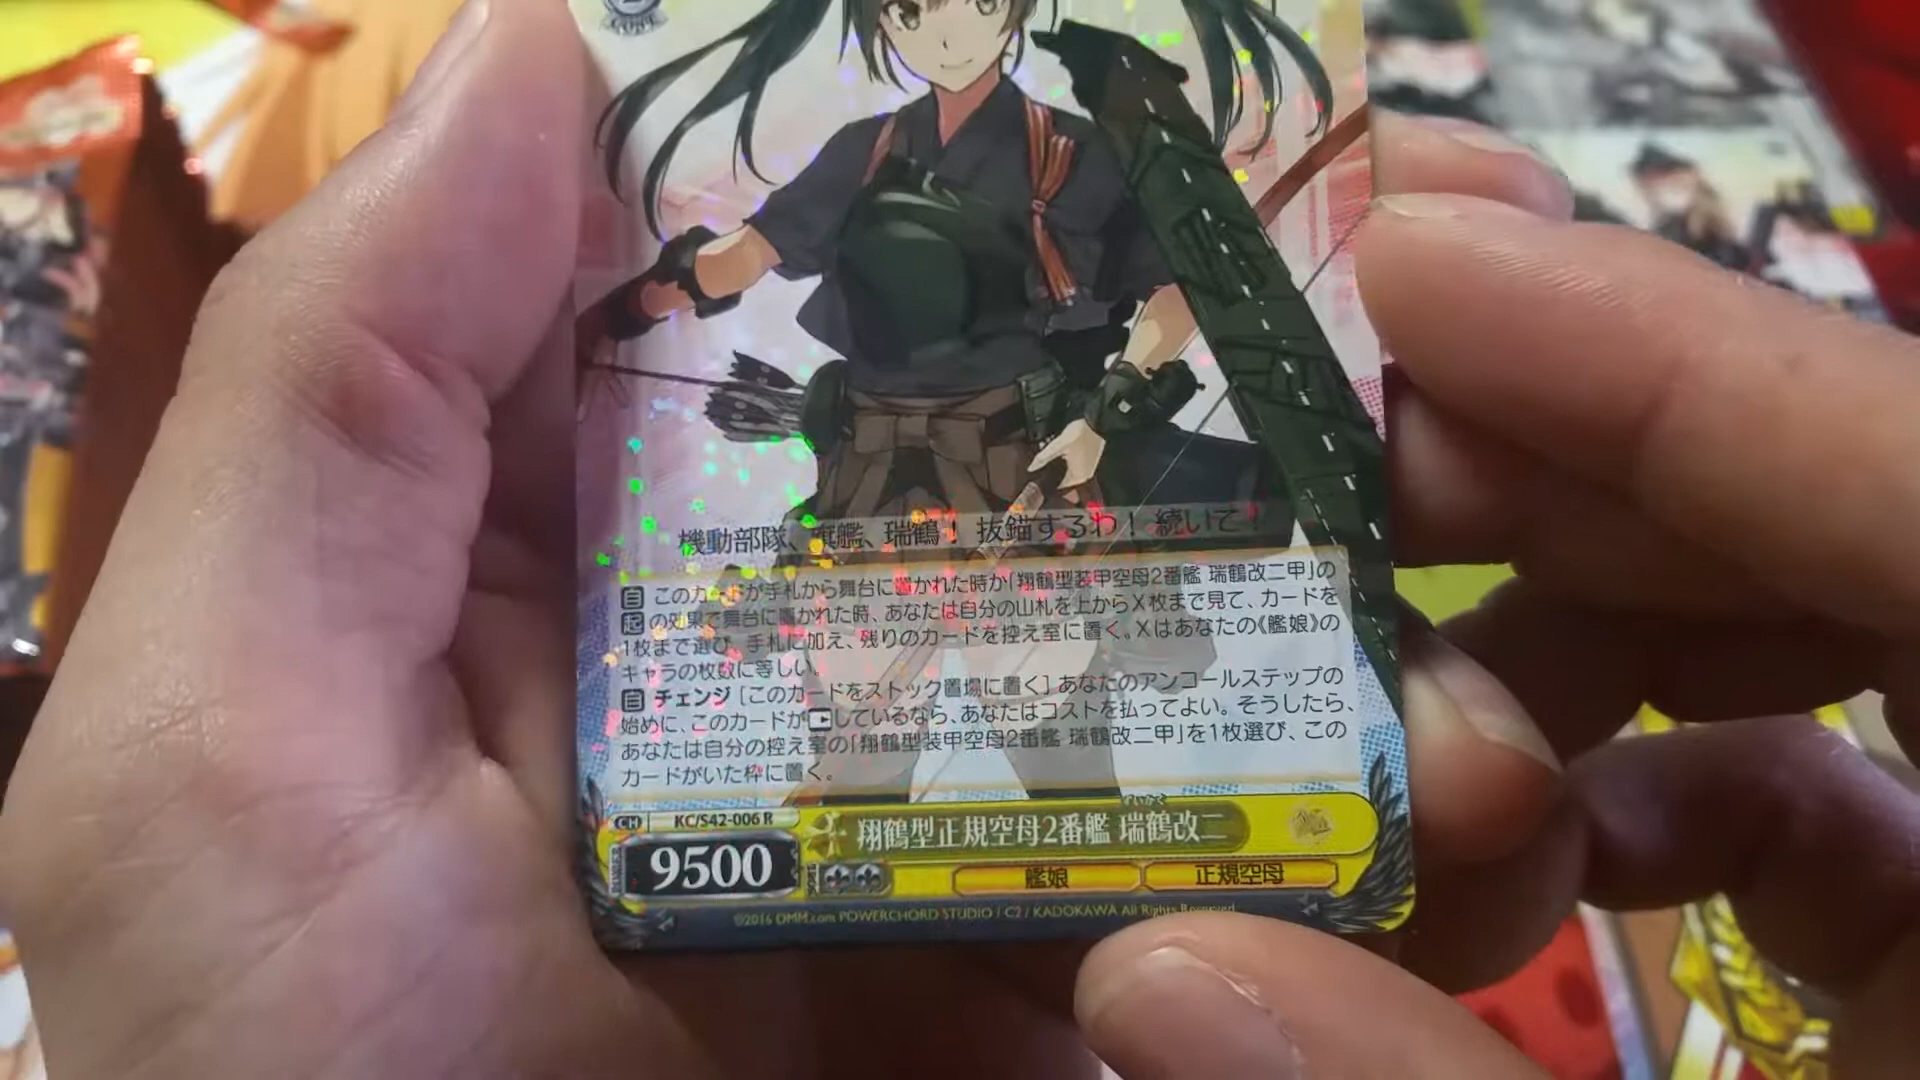 機動部隊、旗艦、瑞鶴！ 抜錨するわ！ 続いて！
自 このカードが手札から舞台に置かれた時か「翔鶴型装甲空母2番艦 瑞鶴改二甲」の
起 の効果で舞台に置かれた時、あなたは自分の山札を上からX枚まで見て、カードを
1枚まで選び、手札に加え、残りのカードを控え室に置く。Xはあなたの《艦娘》の
キャラの枚数に等しい。
自 チェンジ [このカードをストック置場に置く] あなたのアンコールステップの
始めに、このカードがしているなら、あなたはコストを払ってよい。そうしたら、
あなたは自分の控え室の「翔鶴型装甲空母2番艦 瑞鶴改二甲」を1枚選び、この
カードがいた枠に置く。
CH KC/S42-006 R
ずいかく
翔鶴型正規空母2番艦 瑞鶴改二
9500
SOUL
艦娘 正規空母
©2016 DMM.com POWERCHORD STUDIO / C2 / KADOKAWA All Rights Reserved.